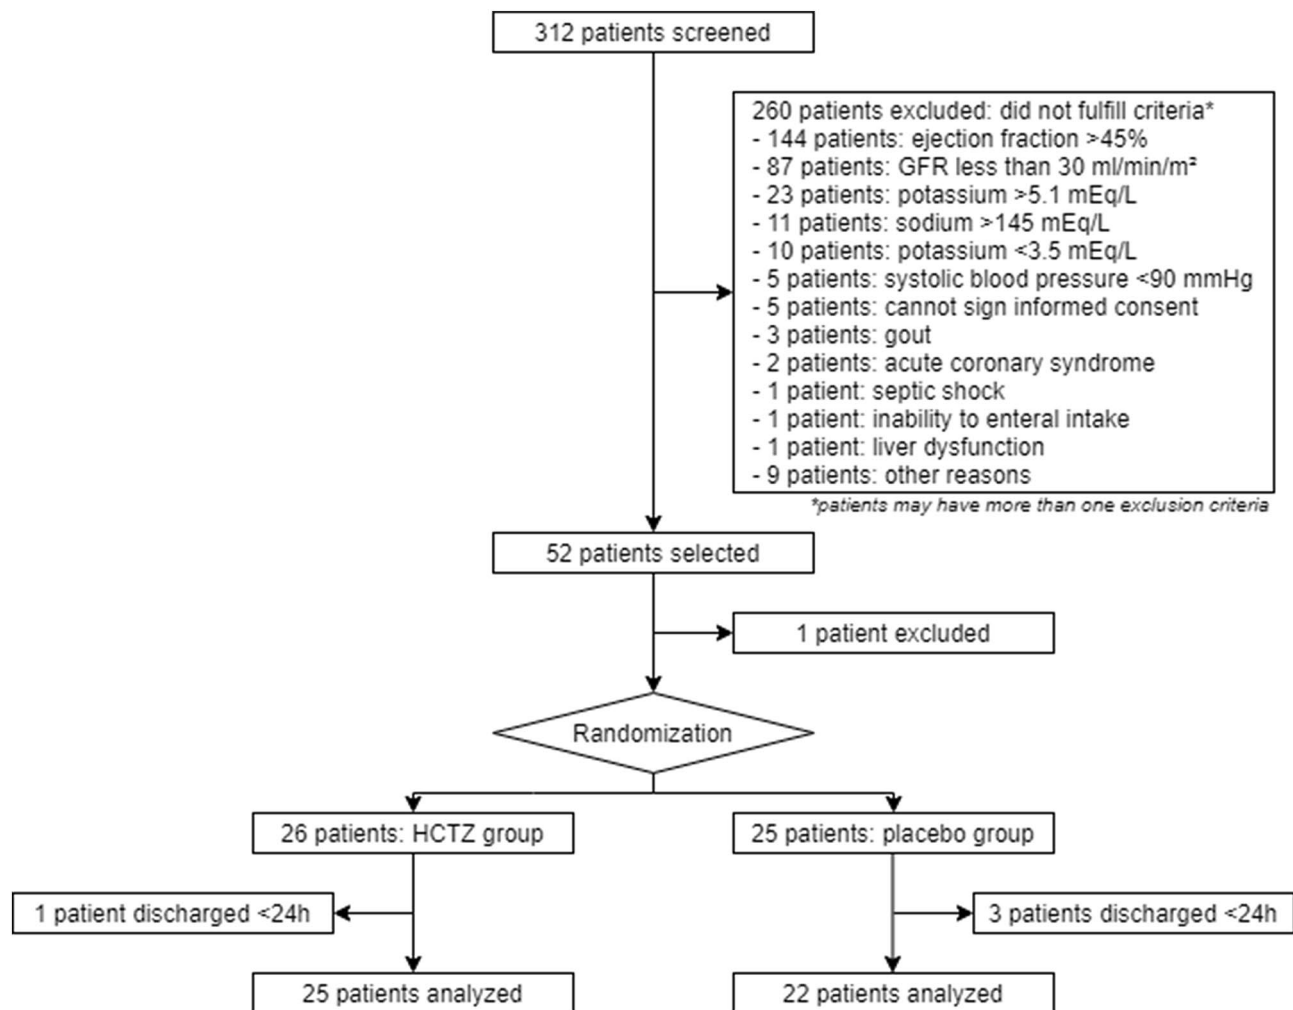 312 patients screened
260 patients excluded: did not fulfill criteria*
- 144 patients: ejection fraction >45%
- 87 patients: GFR less than 30 ml/min/m²
- 23 patients: potassium >5.1 mEq/L
- 11 patients: sodium >145 mEq/L
- 10 patients: potassium <3.5 mEq/L
- 5 patients: systolic blood pressure <90 mmHg
- 5 patients: cannot sign informed consent
- 3 patients: gout
- 2 patients: acute coronary syndrome
- 1 patient: septic shock
- 1 patient: inability to enteral intake
- 1 patient: liver dysfunction
- 9 patients: other reasons
*patients may have more than one exclusion criteria
52 patients selected
1 patient excluded
Randomization
26 patients: HCTZ group
25 patients: placebo group
1 patient discharged <24h
3 patients discharged <24h
25 patients analyzed
22 patients analyzed